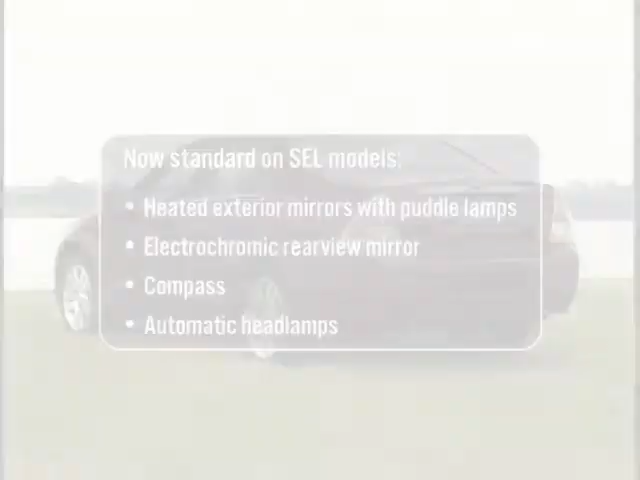 Now standard on SEL models:
• Heated exterior mirrors with puddle lamps
• Electrochromic rearview mirror
• Compass
• Automatic headlamps